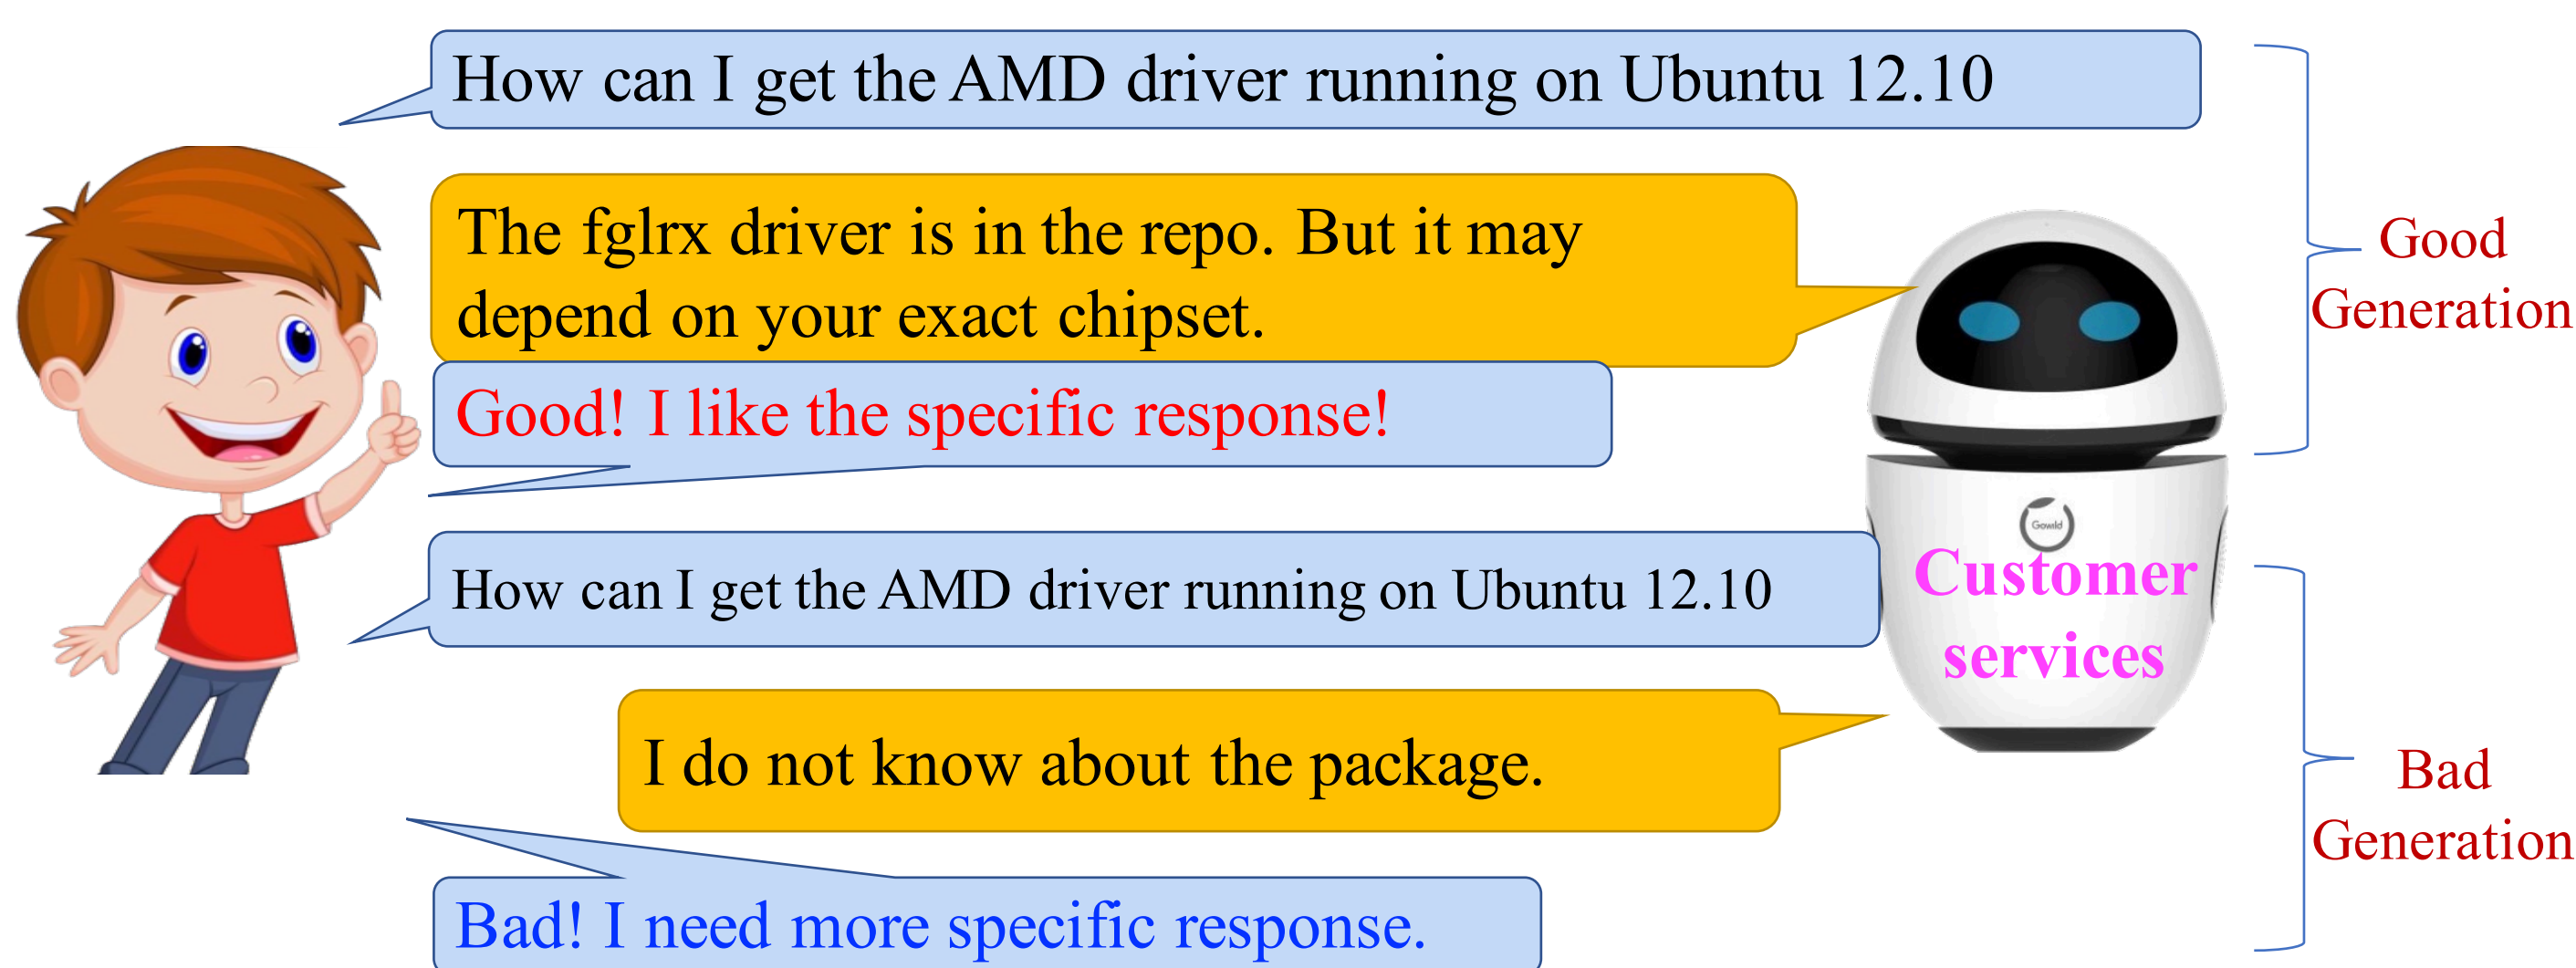 How can I get the AMD driver running on Ubuntu 12.10
The fglrx driver is in the repo. But it may
depend on your exact chipset.
Good! I like the specific response!
Good
Generation
How can I get the AMD driver running on Ubuntu 12.10
Gowild
Customer
services
I do not know about the package.
Bad! I need more specific response.
Bad
Generation